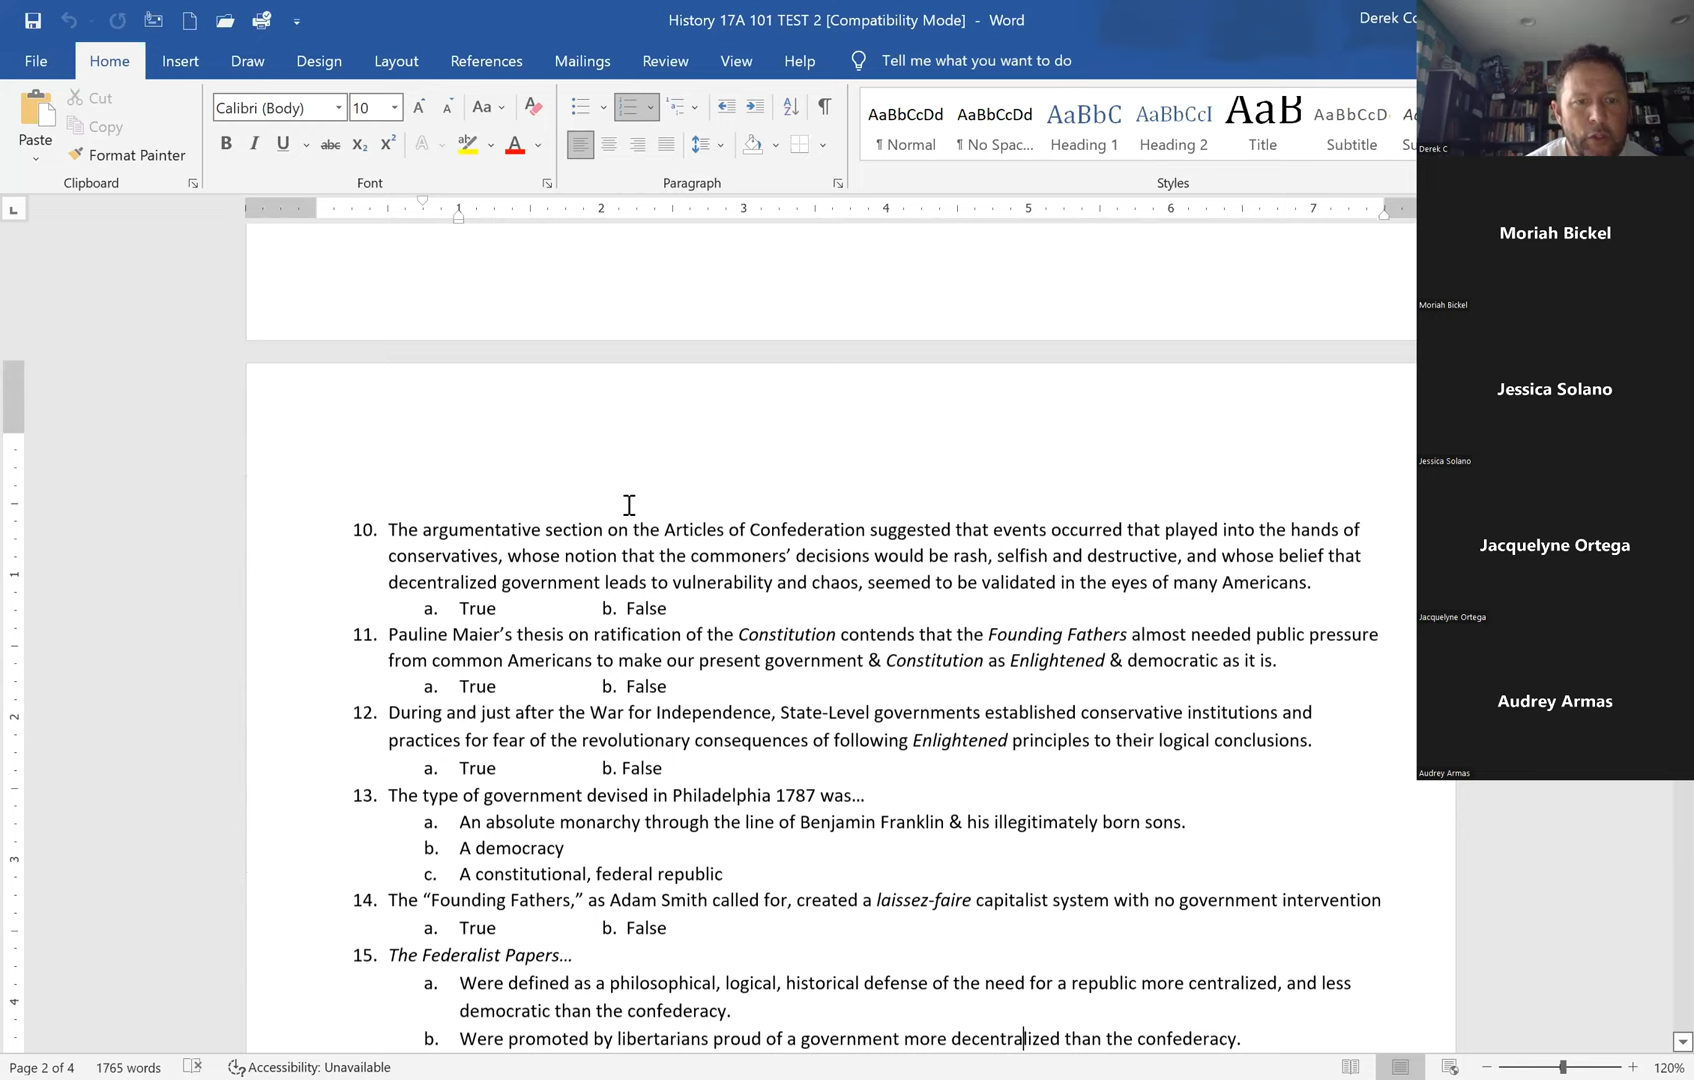 History 17A 101 TEST 2 [Compatibility Mode] - Word
Derek Co
File Home Insert Draw Design Layout References Mailings Review View Help Tell me what you want to do
Paste
Cut
Copy
Format Painter
Calibri (Body) 10
AaBbCcDd AaBbCcDd AaBbC AaBbCcI AaB AaBbCcD
¶ Normal ¶ No Spac... Heading 1 Heading 2 Title Subtitle
Clipboard Font Paragraph Styles
1 2 3 4 5 6 7
10. The argumentative section on the Articles of Confederation suggested that events occurred that played into the hands of
conservatives, whose notion that the commoners’ decisions would be rash, selfish and destructive, and whose belief that
decentralized government leads to vulnerability and chaos, seemed to be validated in the eyes of many Americans.
a. True b. False
11. Pauline Maier’s thesis on ratification of the Constitution contends that the Founding Fathers almost needed public pressure
from common Americans to make our present government & Constitution as Enlightened & democratic as it is.
a. True b. False
12. During and just after the War for Independence, State-Level governments established conservative institutions and
practices for fear of the revolutionary consequences of following Enlightened principles to their logical conclusions.
a. True b. False
13. The type of government devised in Philadelphia 1787 was…
a. An absolute monarchy through the line of Benjamin Franklin & his illegitimately born sons.
b. A democracy
c. A constitutional, federal republic
14. The “Founding Fathers,” as Adam Smith called for, created a laissez-faire capitalist system with no government intervention
a. True b. False
15. The Federalist Papers…
a. Were defined as a philosophical, logical, historical defense of the need for a republic more centralized, and less
democratic than the confederacy.
b. Were promoted by libertarians proud of a government more decentralized than the confederacy.
Page 2 of 4 1765 words Accessibility: Unavailable 120%
Derek C
Moriah Bickel
Moriah Bickel
Jessica Solano
Jessica Solano
Jacquelyne Ortega
Jacquelyne Ortega
Audrey Armas
Audrey Armas